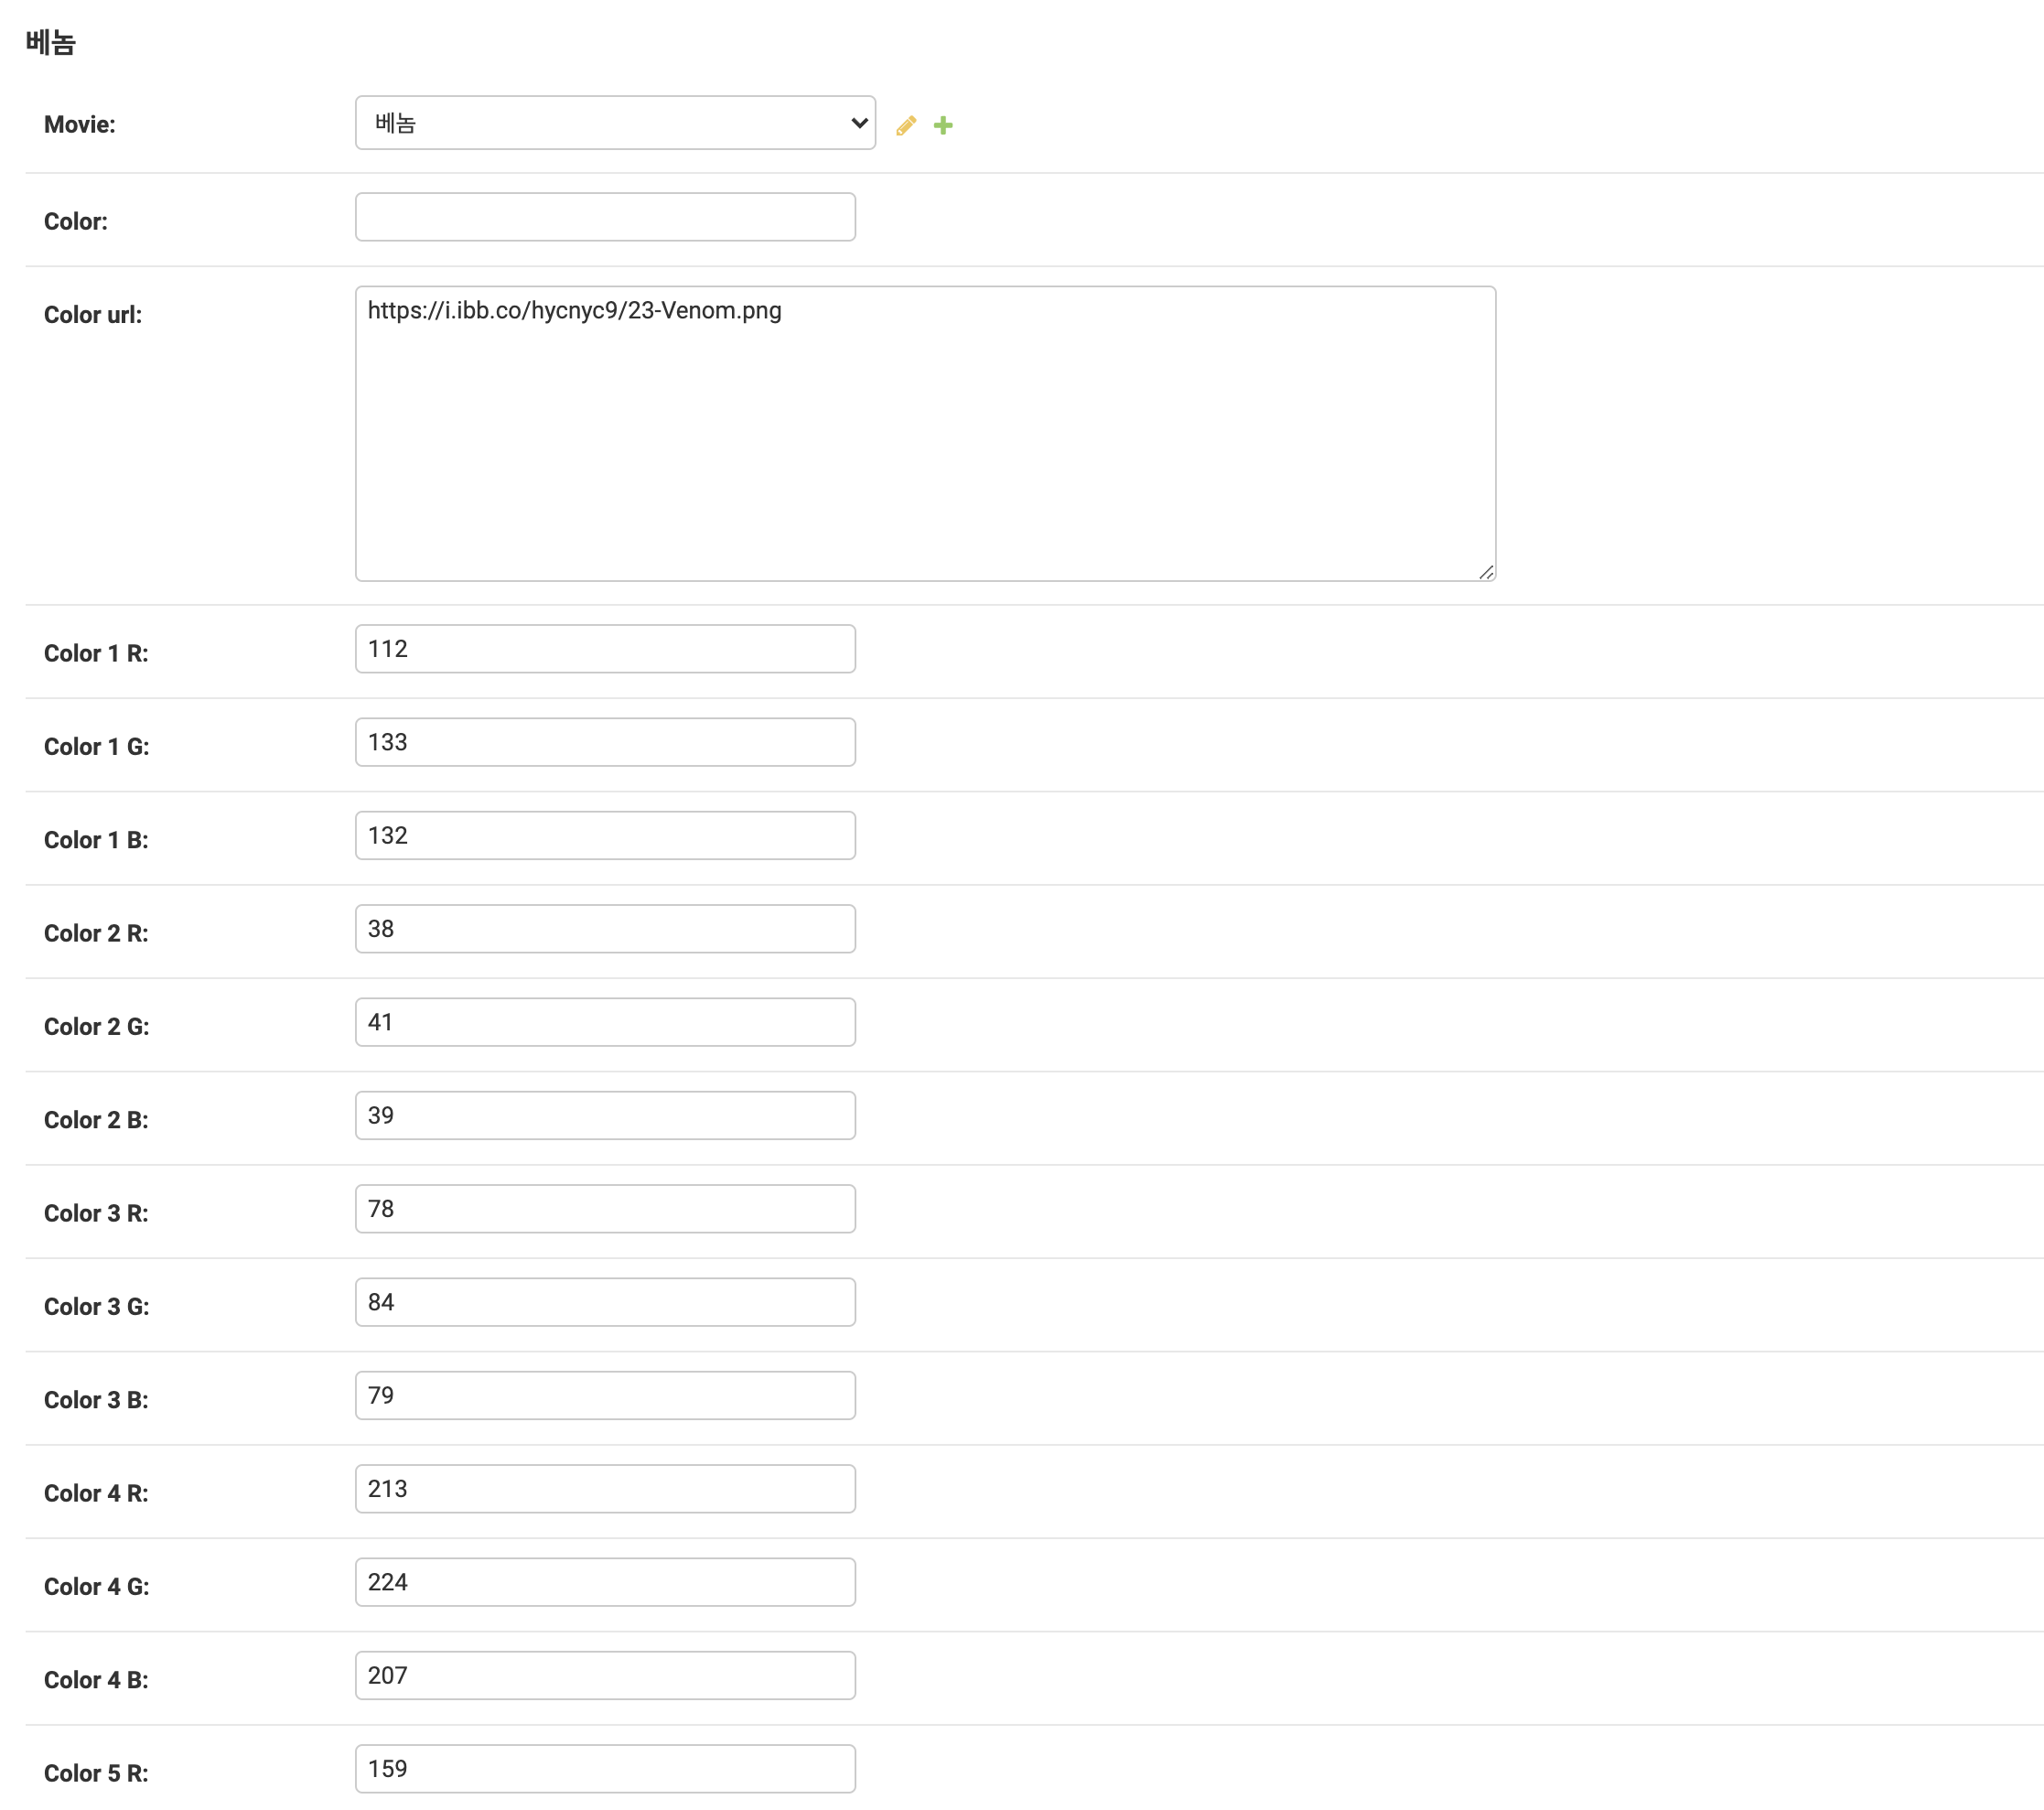 베놈
Movie: 베놈
Color:
Color url: https://i.ibb.co/hycnyc9/23-Venom.png
Color 1 R: 112
Color 1 G: 133
Color 1 B: 132
Color 2 R: 38
Color 2 G: 41
Color 2 B: 39
Color 3 R: 78
Color 3 G: 84
Color 3 B: 79
Color 4 R: 213
Color 4 G: 224
Color 4 B: 207
Color 5 R: 159